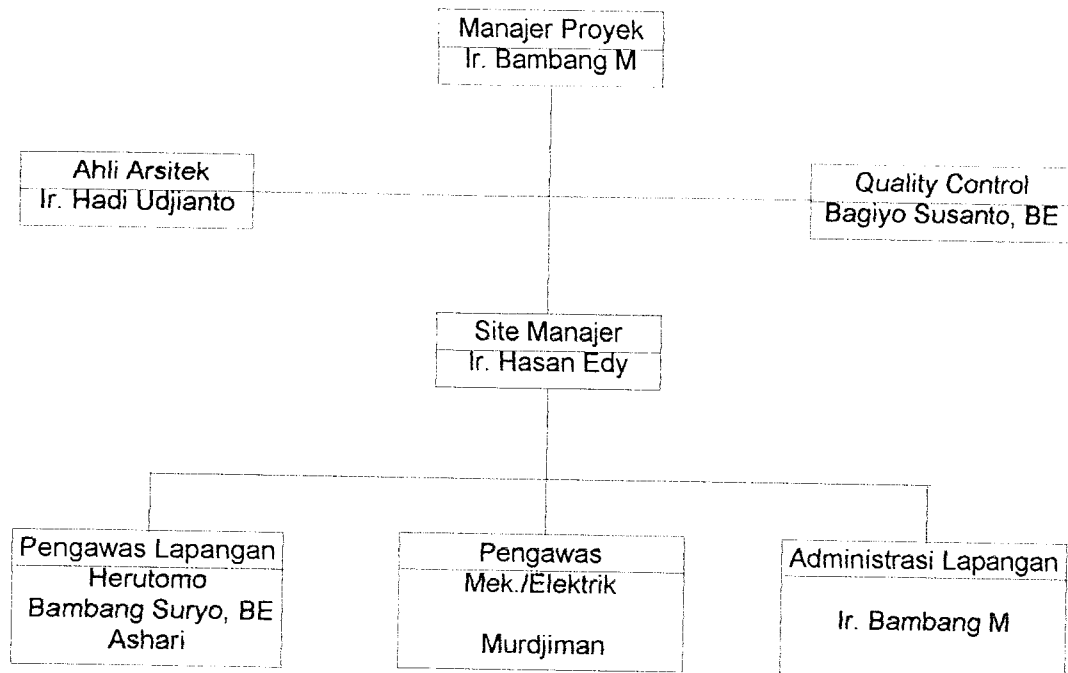 Manajer Proyek
Ir. Bambang M
Ahli Arsitek
Ir. Hadi Udjianto
Quality Control
Bagiyo Susanto, BE
Site Manajer
Ir. Hasan Edy
Pengawas Lapangan
Herutomo
Bambang Suryo, BE
Ashari
Pengawas
Mek./Elektrik
Murdjiman
Administrasi Lapangan
Ir. Bambang M